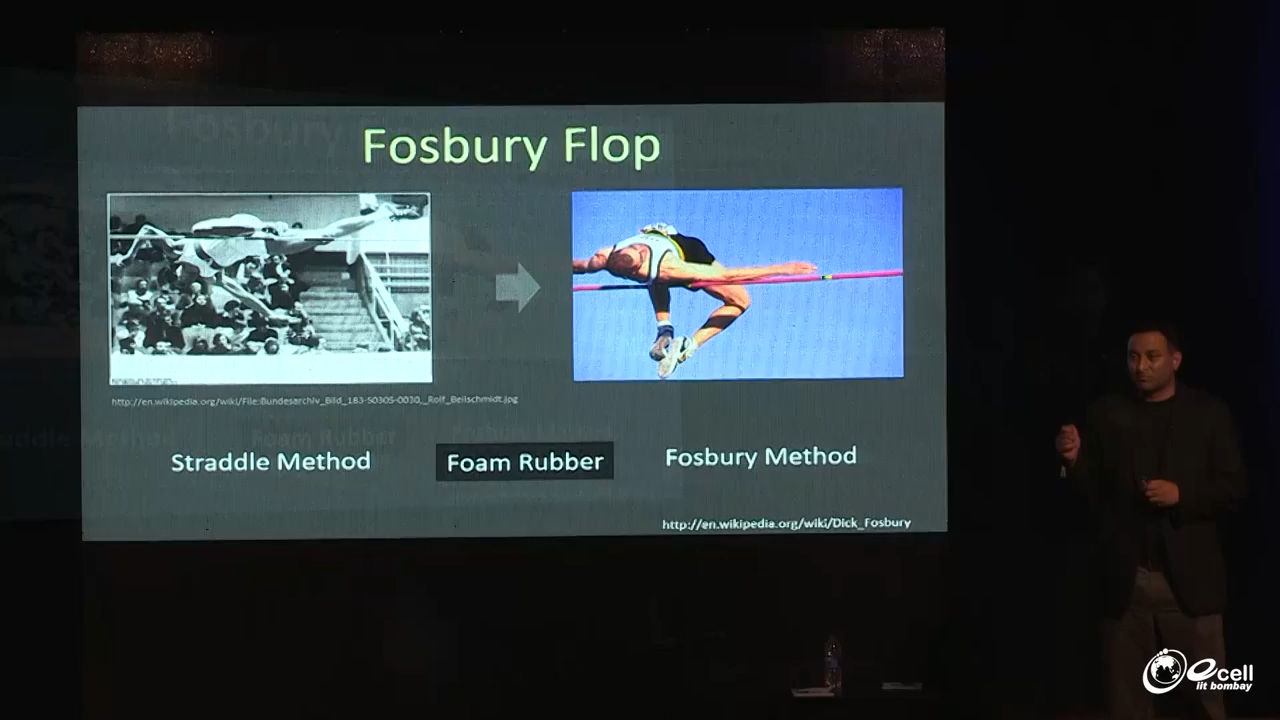 Fosbury Flop
http://en.wikipedia.org/wiki/File:Bundesarchiv_Bild_183-S0305-0030,_Rolf_Beilschmidt.jpg
Straddle Method
Foam Rubber
Fosbury Method
http://en.wikipedia.org/wiki/Dick_Fosbury
ecell
iit bombay